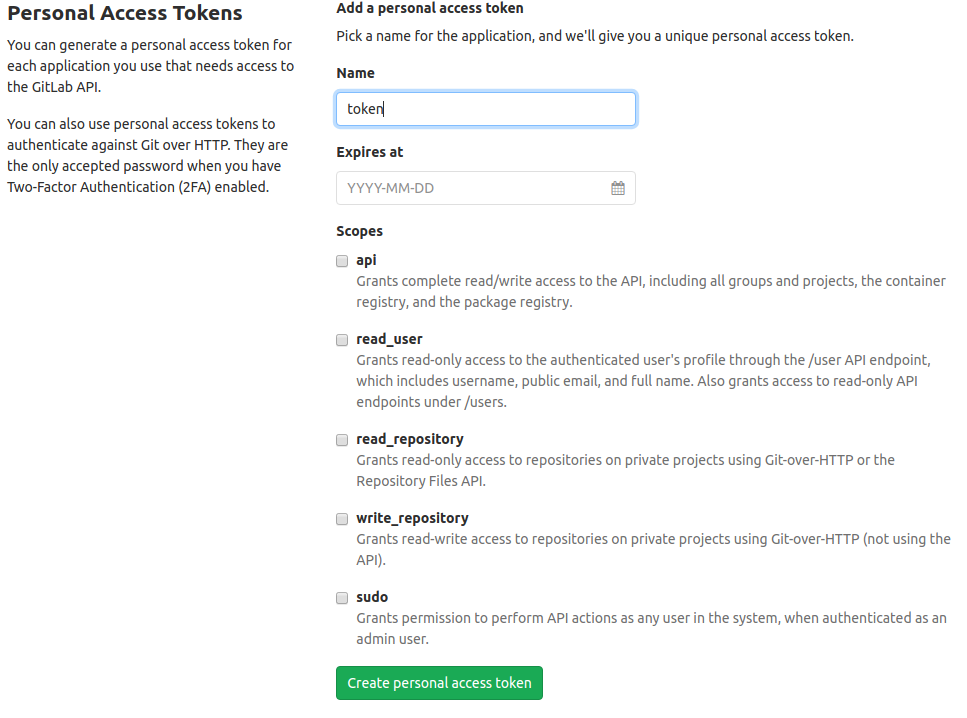 Personal Access Tokens
You can generate a personal access token for
each application you use that needs access to
the GitLab API.
You can also use personal access tokens to
authenticate against Git over HTTP. They are
the only accepted password when you have
Two-Factor Authentication (2FA) enabled.
Add a personal access token
Pick a name for the application, and we'll give you a unique personal access token.
Name
token
Expires at
YYYY-MM-DD
Scopes
api
Grants complete read/write access to the API, including all groups and projects, the container
registry, and the package registry.
read_user
Grants read-only access to the authenticated user's profile through the /user API endpoint,
which includes username, public email, and full name. Also grants access to read-only API
endpoints under /users.
read_repository
Grants read-only access to repositories on private projects using Git-over-HTTP or the
Repository Files API.
write_repository
Grants read-write access to repositories on private projects using Git-over-HTTP (not using the
API).
sudo
Grants permission to perform API actions as any user in the system, when authenticated as an
admin user.
Create personal access token